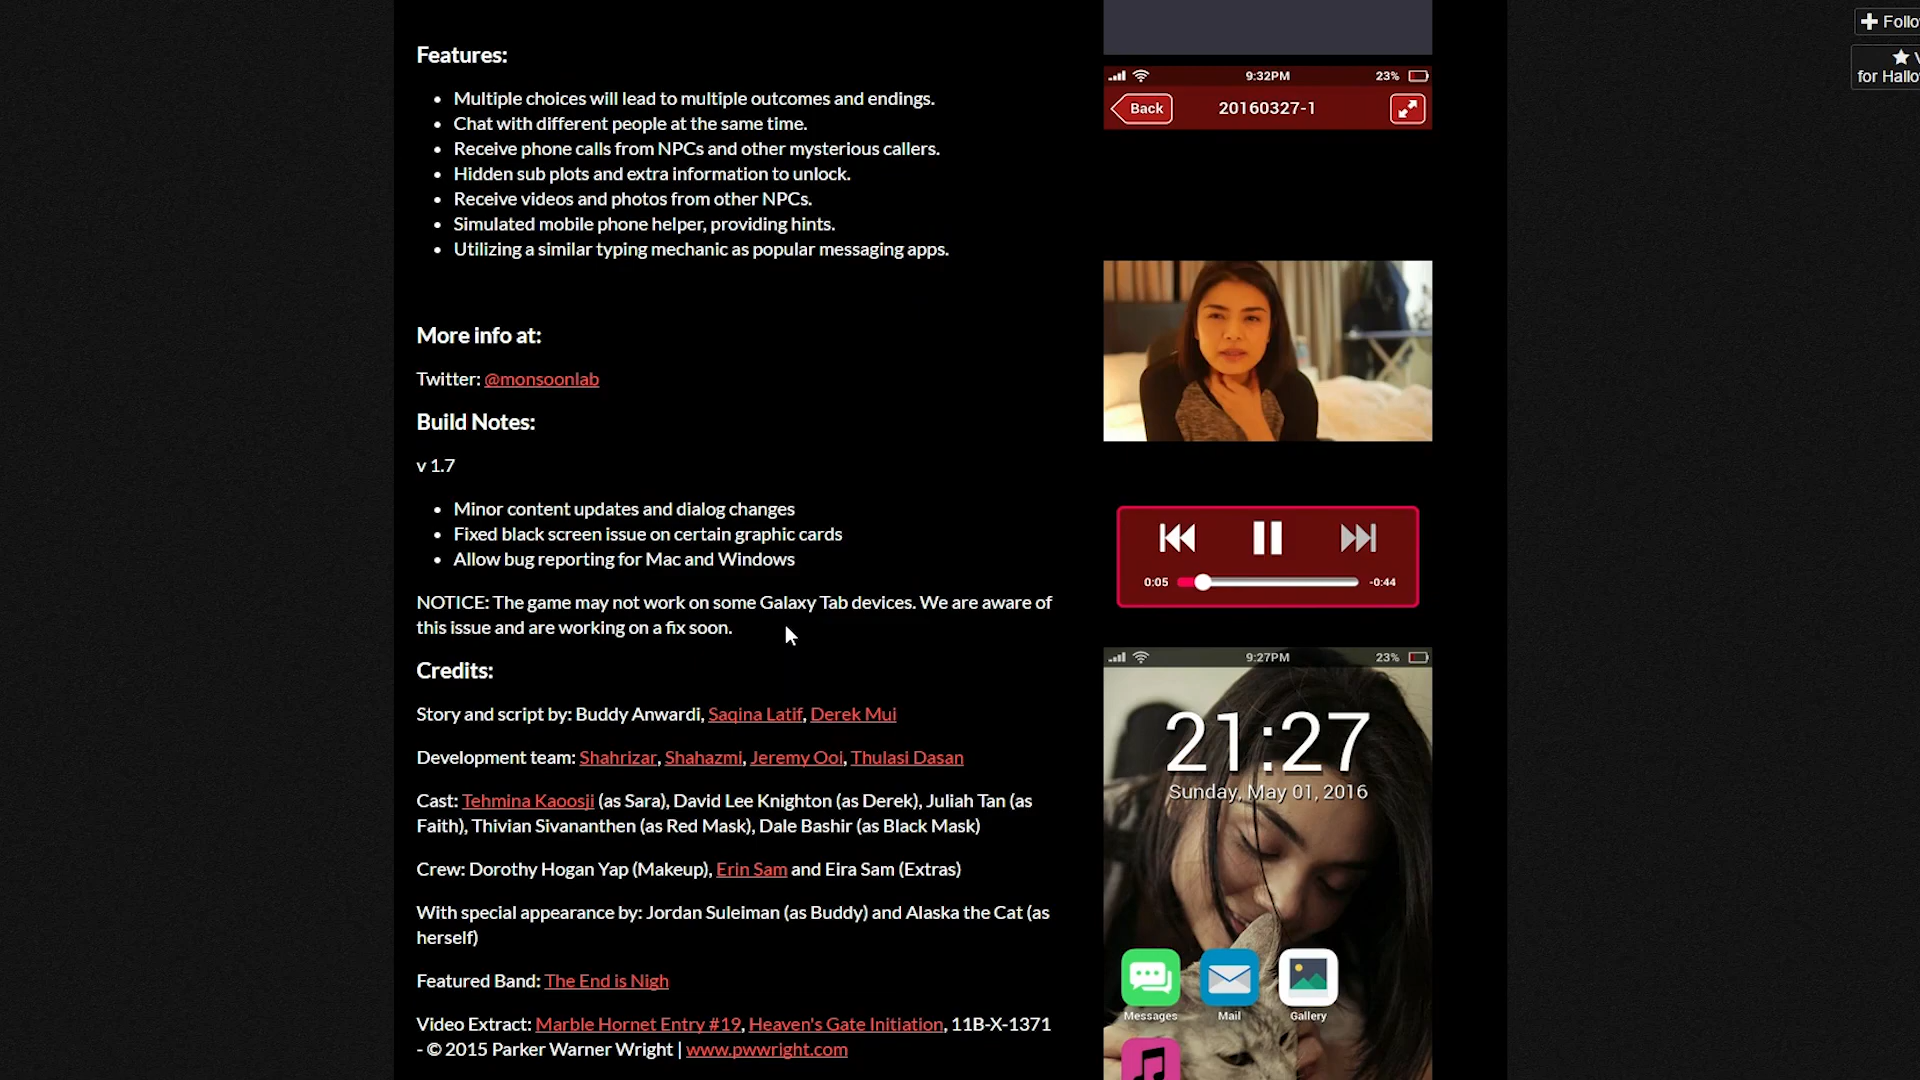 Features:
Multiple choices will lead to multiple outcomes and endings.
Chat with different people at the same time.
Receive phone calls from NPCs and other mysterious callers.
Hidden sub plots and extra information to unlock.
Receive videos and photos from other NPCs.
Simulated mobile phone helper, providing hints.
Utilizing a similar typing mechanic as popular messaging apps.
More info at:
Twitter: @monsoonlab
Build Notes:
v 1.7
Minor content updates and dialog changes
Fixed black screen issue on certain graphic cards
Allow bug reporting for Mac and Windows
NOTICE: The game may not work on some Galaxy Tab devices. We are aware of
this issue and are working on a fix soon.
Credits:
Story and script by: Buddy Anwardi, Saqina Latif, Derek Mui
Development team: Shahrizar, Shahazmi, Jeremy Ooi, Thulasi Dasan
Cast: Tehmina Kaoosji (as Sara), David Lee Knighton (as Derek), Juliah Tan (as
Faith), Thivian Sivananthen (as Red Mask), Dale Bashir (as Black Mask)
Crew: Dorothy Hogan Yap (Makeup), Erin Sam and Eira Sam (Extras)
With special appearance by: Jordan Suleiman (as Buddy) and Alaska the Cat (as
herself)
Featured Band: The End is Nigh
Video Extract: Marble Hornet Entry #19, Heaven's Gate Initiation, 11B-X-1371
- © 2015 Parker Warner Wright | www.pwwright.com
9:32PM 23%
Back 20160327-1
0:05 -0:44
9:27PM 23%
21:27
Sunday, May 01, 2016
Messages Mail Gallery
Follo
V
for Hallo